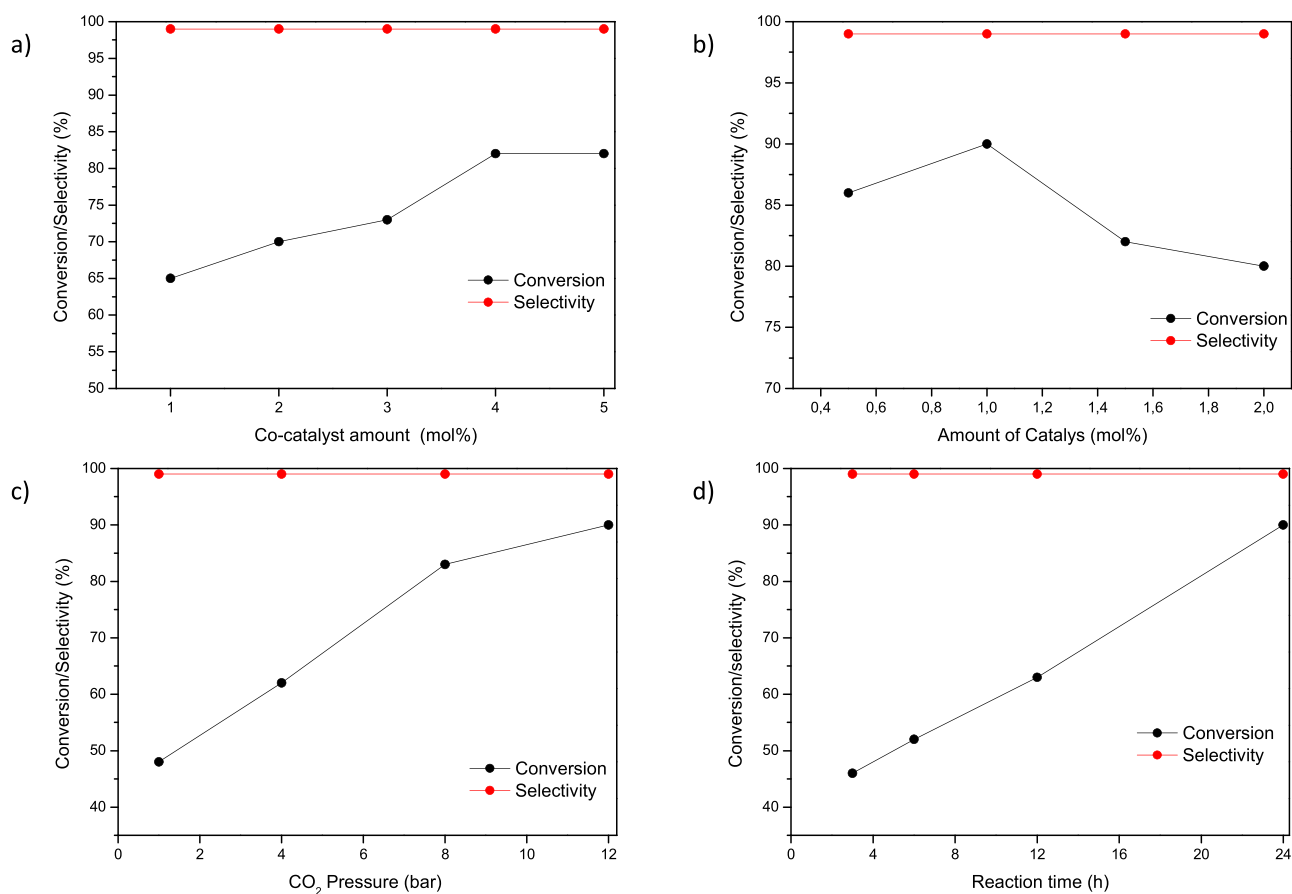 a)
100
95
90
85
80
75
70
65
60
55
50
Conversion/Selectivity (%)
Conversion
Selectivity
1 2 3 4 5
Co-catalyst amount (mol%)
b)
100
95
90
85
80
75
70
Conversion/Selectivity (%)
Conversion
Selectivity
0,4 0,6 0,8 1,0 1,2 1,4 1,6 1,8 2,0
Amount of Catalys (mol%)
c)
100
90
80
70
60
50
40
Conversion/Selectivity (%)
Conversion
Selectivity
0 2 4 6 8 10 12
CO₂ Pressure (bar)
d)
100
90
80
70
60
50
40
Conversion/selectivity (%)
Conversion
Selectivity
0 4 8 12 16 20 24
Reaction time (h)